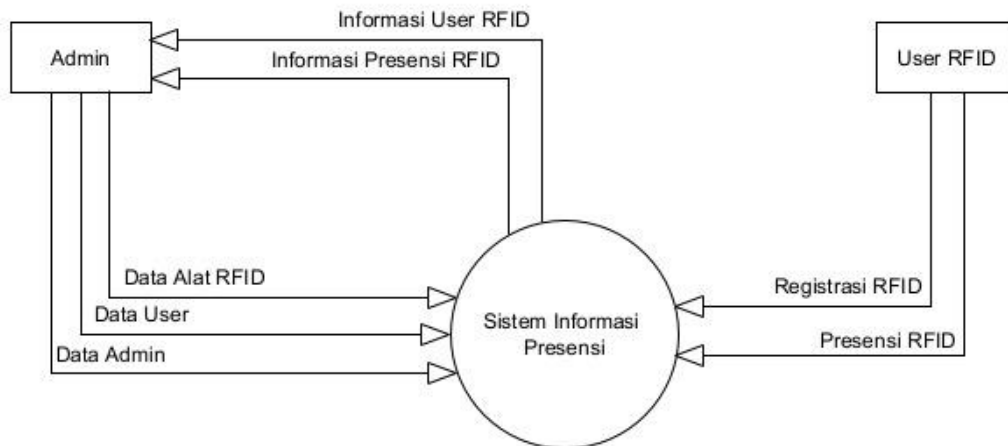 Informasi User RFID
Admin
Informasi Presensi RFID
User RFID
Data Alat RFID
Data User
Data Admin
Sistem Informasi
Presensi
Registrasi RFID
Presensi RFID